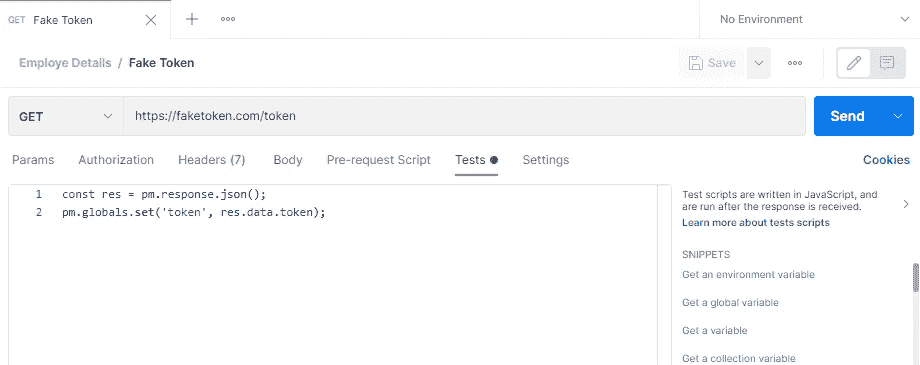 GET Fake Token
No Environment
Employe Details / Fake Token
Save
GET https://faketoken.com/token Send
Params Authorization Headers (7) Body Pre-request Script Tests Settings Cookies
1 const res = pm.response.json();
2 pm.globals.set('token', res.data.token);
Test scripts are written in JavaScript, and
are run after the response is received.
Learn more about tests scripts
SNIPPETS
Get an environment variable
Get a global variable
Get a variable
Get a collection variable